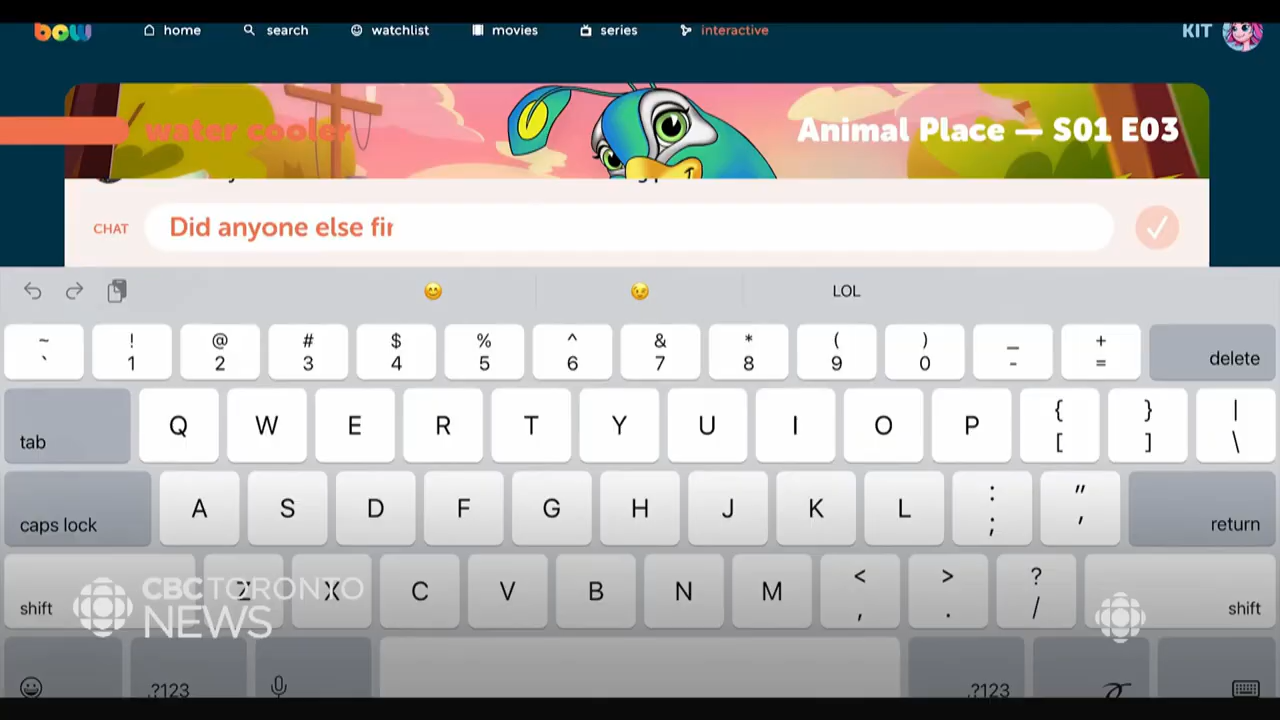 bow home search watchlist movies series interactive KIT
water cooler Animal Place — S01 E03
CHAT Did anyone else fin
LOL
~ ! @ # $ % ^ & * ( ) _ +
` 1 2 3 4 5 6 7 8 9 0 - = delete
tab Q W E R T Y U I O P { [ } ] | \
caps lock A S D F G H J K L : ; " ' return
shift Z X C V B N M < , > . ? / shift
CBC TORONTO
NEWS
.?123 .?123